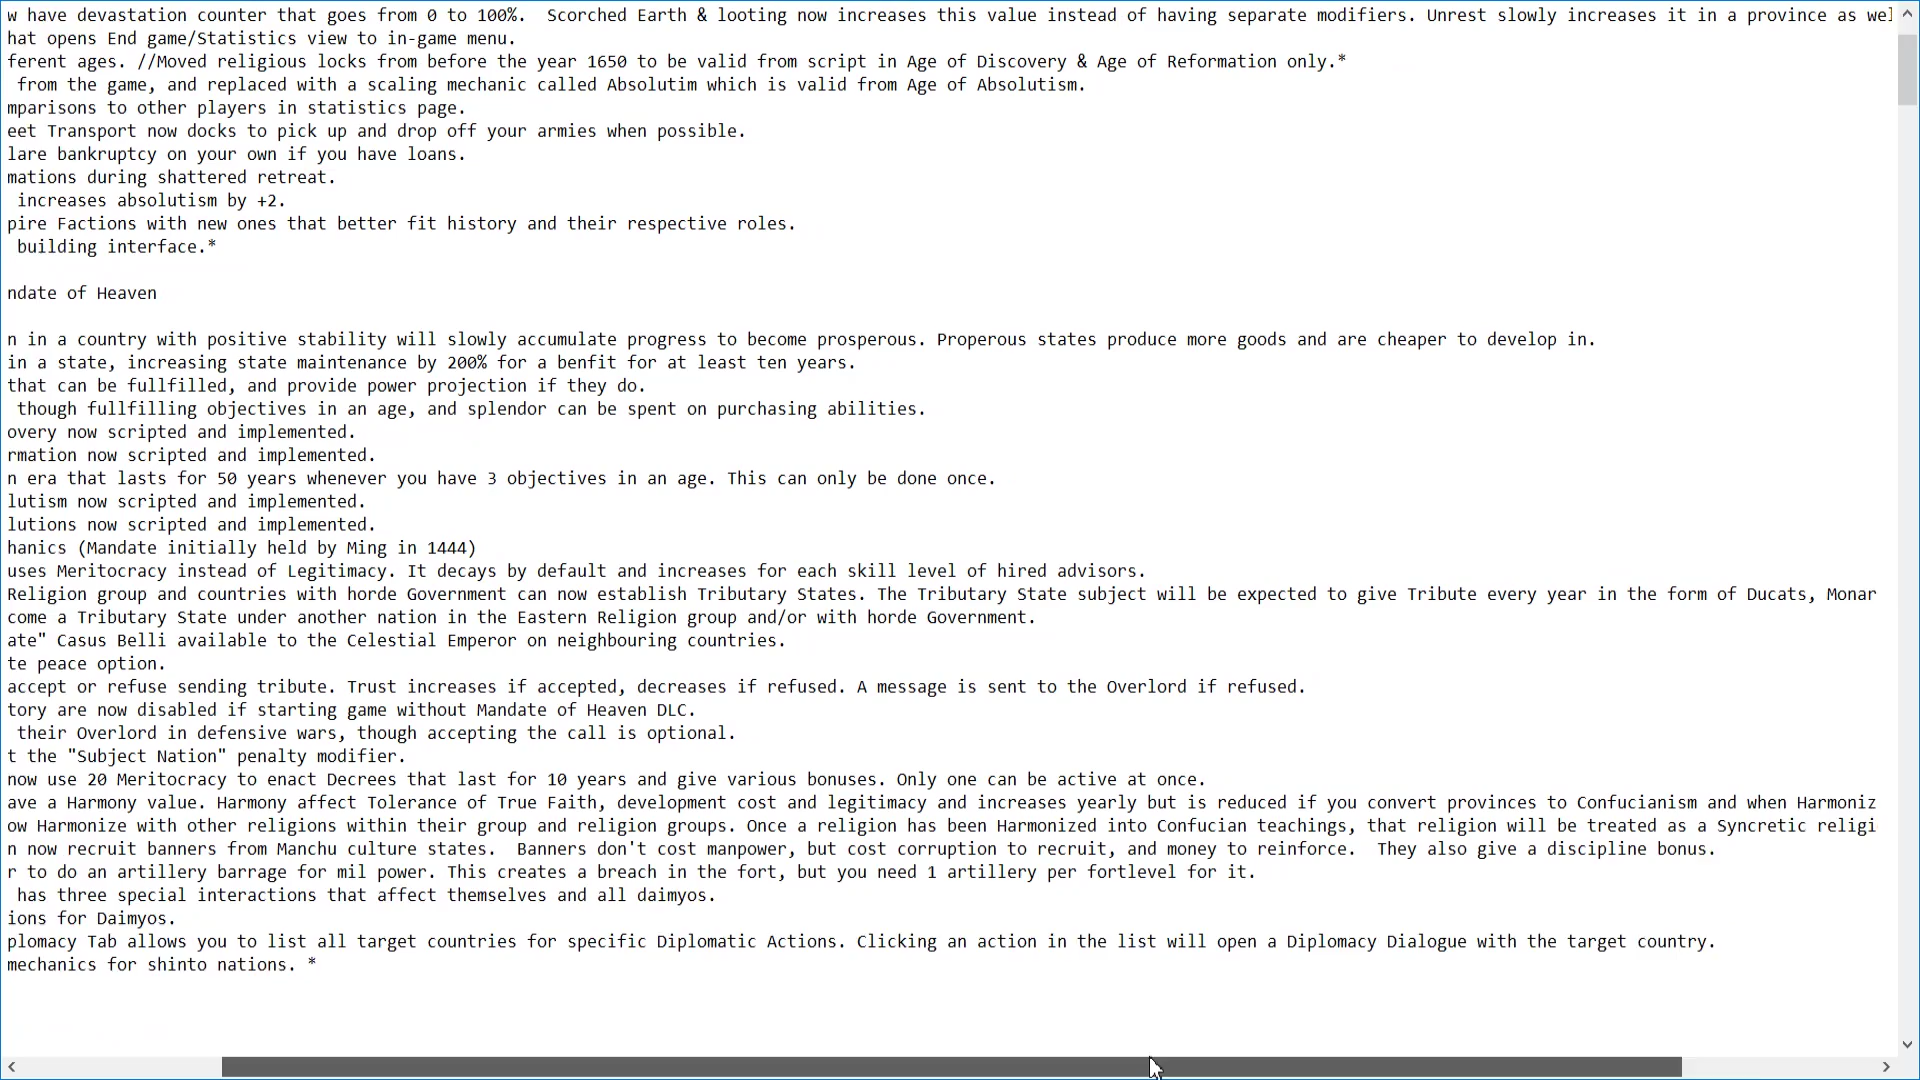 w have devastation counter that goes from 0 to 100%.  Scorched Earth & looting now increases this value instead of having separate modifiers. Unrest slowly increases it in a province as wel
hat opens End game/Statistics view to in-game menu.
ferent ages. //Moved religious locks from before the year 1650 to be valid from script in Age of Discovery & Age of Reformation only.*
from the game, and replaced with a scaling mechanic called Absolutim which is valid from Age of Absolutism.
mparisons to other players in statistics page.
eet Transport now docks to pick up and drop off your armies when possible.
lare bankruptcy on your own if you have loans.
mations during shattered retreat.
increases absolutism by +2.
pire Factions with new ones that better fit history and their respective roles.
building interface.*
ndate of Heaven
n in a country with positive stability will slowly accumulate progress to become prosperous. Properous states produce more goods and are cheaper to develop in.
in a state, increasing state maintenance by 200% for a benfit for at least ten years.
that can be fullfilled, and provide power projection if they do.
though fullfilling objectives in an age, and splendor can be spent on purchasing abilities.
overy now scripted and implemented.
rmation now scripted and implemented.
n era that lasts for 50 years whenever you have 3 objectives in an age. This can only be done once.
lutism now scripted and implemented.
lutions now scripted and implemented.
hanics (Mandate initially held by Ming in 1444)
uses Meritocracy instead of Legitimacy. It decays by default and increases for each skill level of hired advisors.
Religion group and countries with horde Government can now establish Tributary States. The Tributary State subject will be expected to give Tribute every year in the form of Ducats, Monar
come a Tributary State under another nation in the Eastern Religion group and/or with horde Government.
ate" Casus Belli available to the Celestial Emperor on neighbouring countries.
te peace option.
accept or refuse sending tribute. Trust increases if accepted, decreases if refused. A message is sent to the Overlord if refused.
tory are now disabled if starting game without Mandate of Heaven DLC.
their Overlord in defensive wars, though accepting the call is optional.
t the "Subject Nation" penalty modifier.
now use 20 Meritocracy to enact Decrees that last for 10 years and give various bonuses. Only one can be active at once.
ave a Harmony value. Harmony affect Tolerance of True Faith, development cost and legitimacy and increases yearly but is reduced if you convert provinces to Confucianism and when Harmoniz
ow Harmonize with other religions within their group and religion groups. Once a religion has been Harmonized into Confucian teachings, that religion will be treated as a Syncretic religi
n now recruit banners from Manchu culture states.  Banners don't cost manpower, but cost corruption to recruit, and money to reinforce.  They also give a discipline bonus.
r to do an artillery barrage for mil power. This creates a breach in the fort, but you need 1 artillery per fortlevel for it.
has three special interactions that affect themselves and all daimyos.
ions for Daimyos.
plomacy Tab allows you to list all target countries for specific Diplomatic Actions. Clicking an action in the list will open a Diplomacy Dialogue with the target country.
mechanics for shinto nations. *